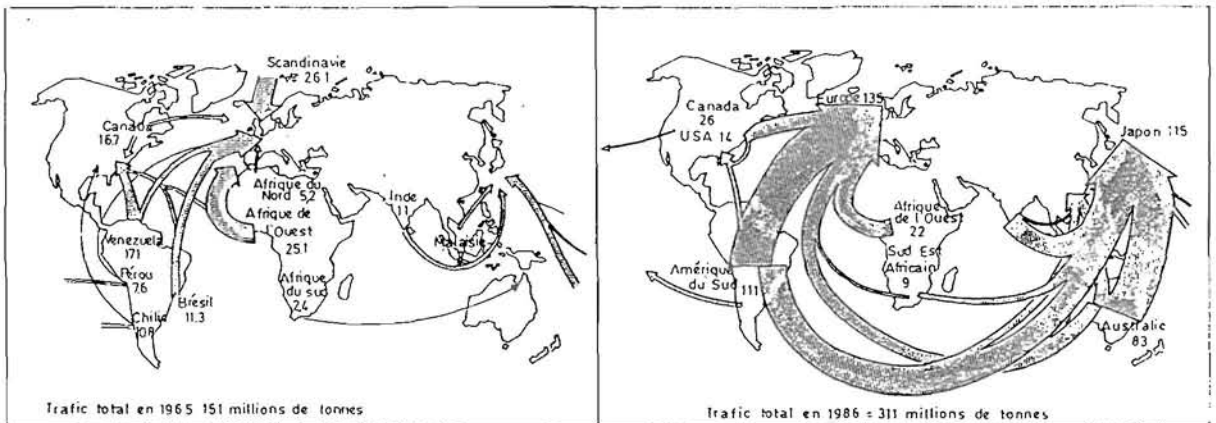 Scandinavie
26.1
Canada
16.7
Afrique du
Nord 5,2
Afrique de
l'Ouest
25.1
Inde
11
Malaisie
Venezuela
17.1
Pérou
7.6
Brésil
11.3
Chili
10.8
Afrique
du sud
2.4
Trafic total en 1965 151 millions de tonnes
Europe 135
Canada
26
USA 14
Japon 115
Afrique
de l'Ouest
22
Sud Est
Africain
9
Amérique
du Sud
111
Australie
83
Trafic total en 1986 = 311 millions de tonnes